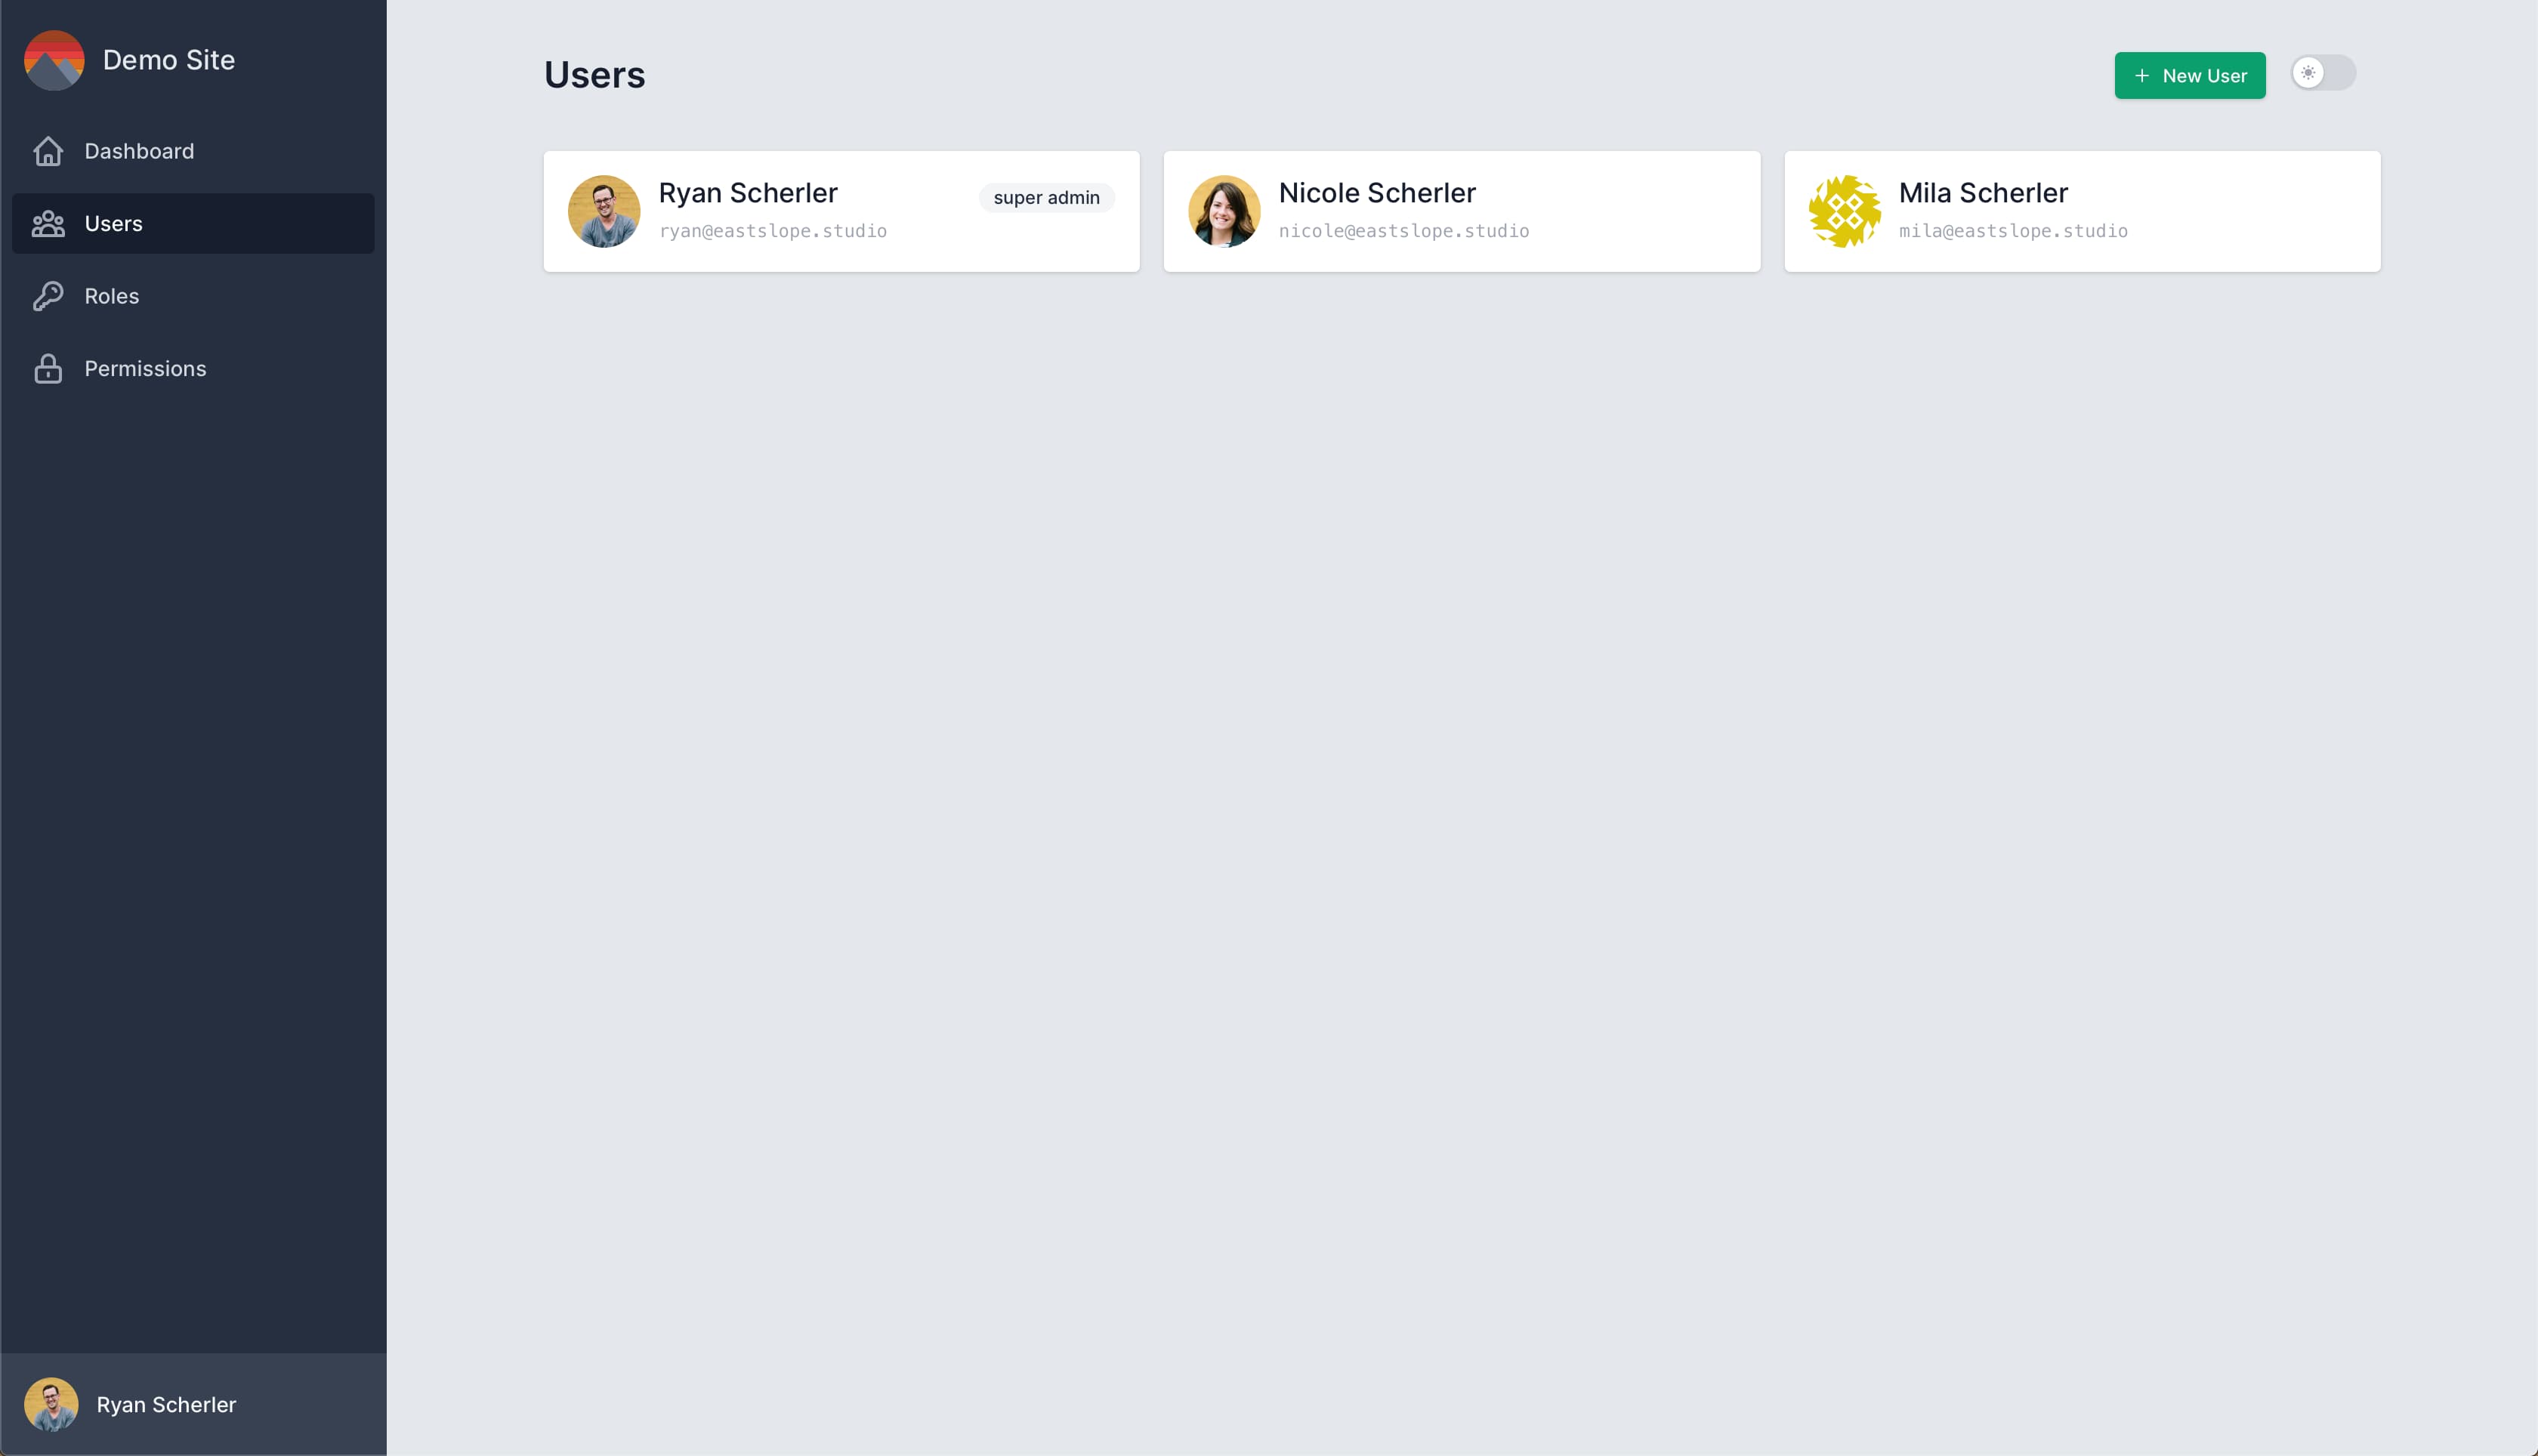 Demo Site
Dashboard
Users
Roles
Permissions
Ryan Scherler
Users
New User
Ryan Scherler
super admin
ryan@eastslope.studio
Nicole Scherler
nicole@eastslope.studio
Mila Scherler
mila@eastslope.studio